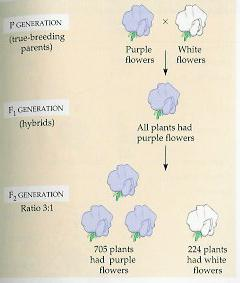 P GENERATION
(true-breeding
parents)
×
Purple
flowers
White
flowers
F₁ GENERATION
(hybrids)
All plants had
purple flowers
F₂ GENERATION
Ratio 3:1
705 plants
had purple
flowers
224 plants
had white
flowers